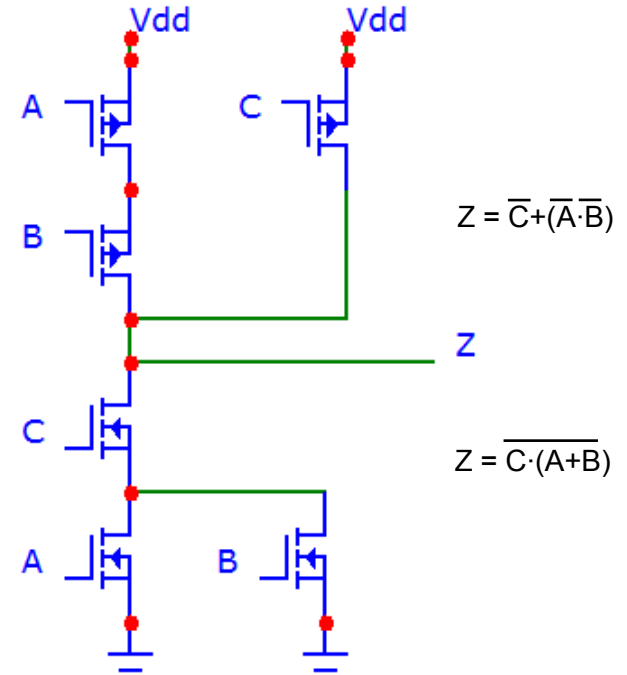 Vdd Vdd
A C
B
Z = C̅+(A̅·B̅)
Z
C
Z = C̅·̅(̅A̅+̅B̅)
A B